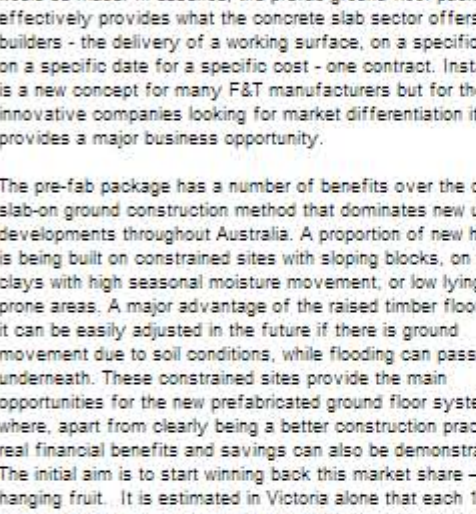 effectively provides what the concrete slab sector offers
builders - the delivery of a working surface, on a specific
on a specific date for a specific cost - one contract.
is a new concept for many F&T manufacturers but for
innovative companies looking for market differentiation
provides a major business opportunity.
The pre-fab package has a number of benefits over the
slab-on ground construction method that dominates new
developments throughout Australia. A proportion of new
is being built on constrained sites with sloping blocks, on
clays with high seasonal moisture movement, or low lying
prone areas. A major advantage of the raised timber
it can be easily adjusted in the future if there is ground
movement due to soil conditions, while flooding can pass
underneath. These constrained sites provide the main
opportunities for the new prefabricated ground floor
where, apart from clearly being a better construction
real financial benefits and savings can also be
The initial aim is to start winning back this market share -
hanging fruit. It is estimated in Victoria alone that each